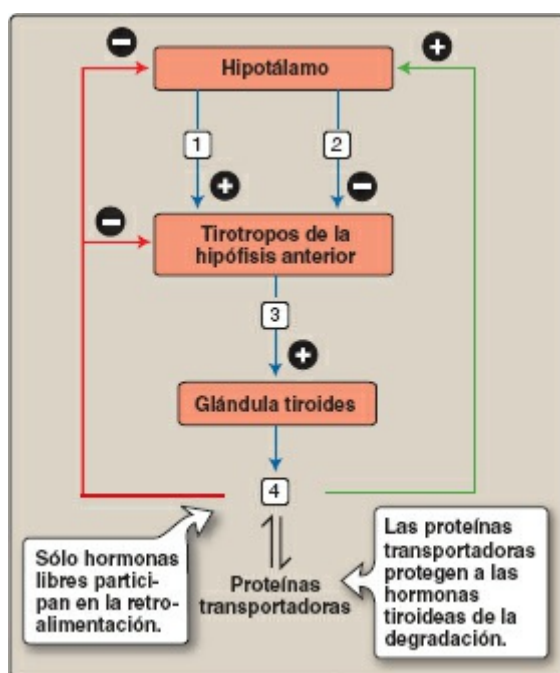 Hipotálamo
1
2
Tirotropos de la
hipófisis anterior
3
Glándula tiroides
4
Sólo hormonas
libres partici-
pan en la retro-
alimentación.
Proteínas
transportadoras
Las proteínas
transportadoras
protegen a las
hormonas
tiroideas de la
degradación.